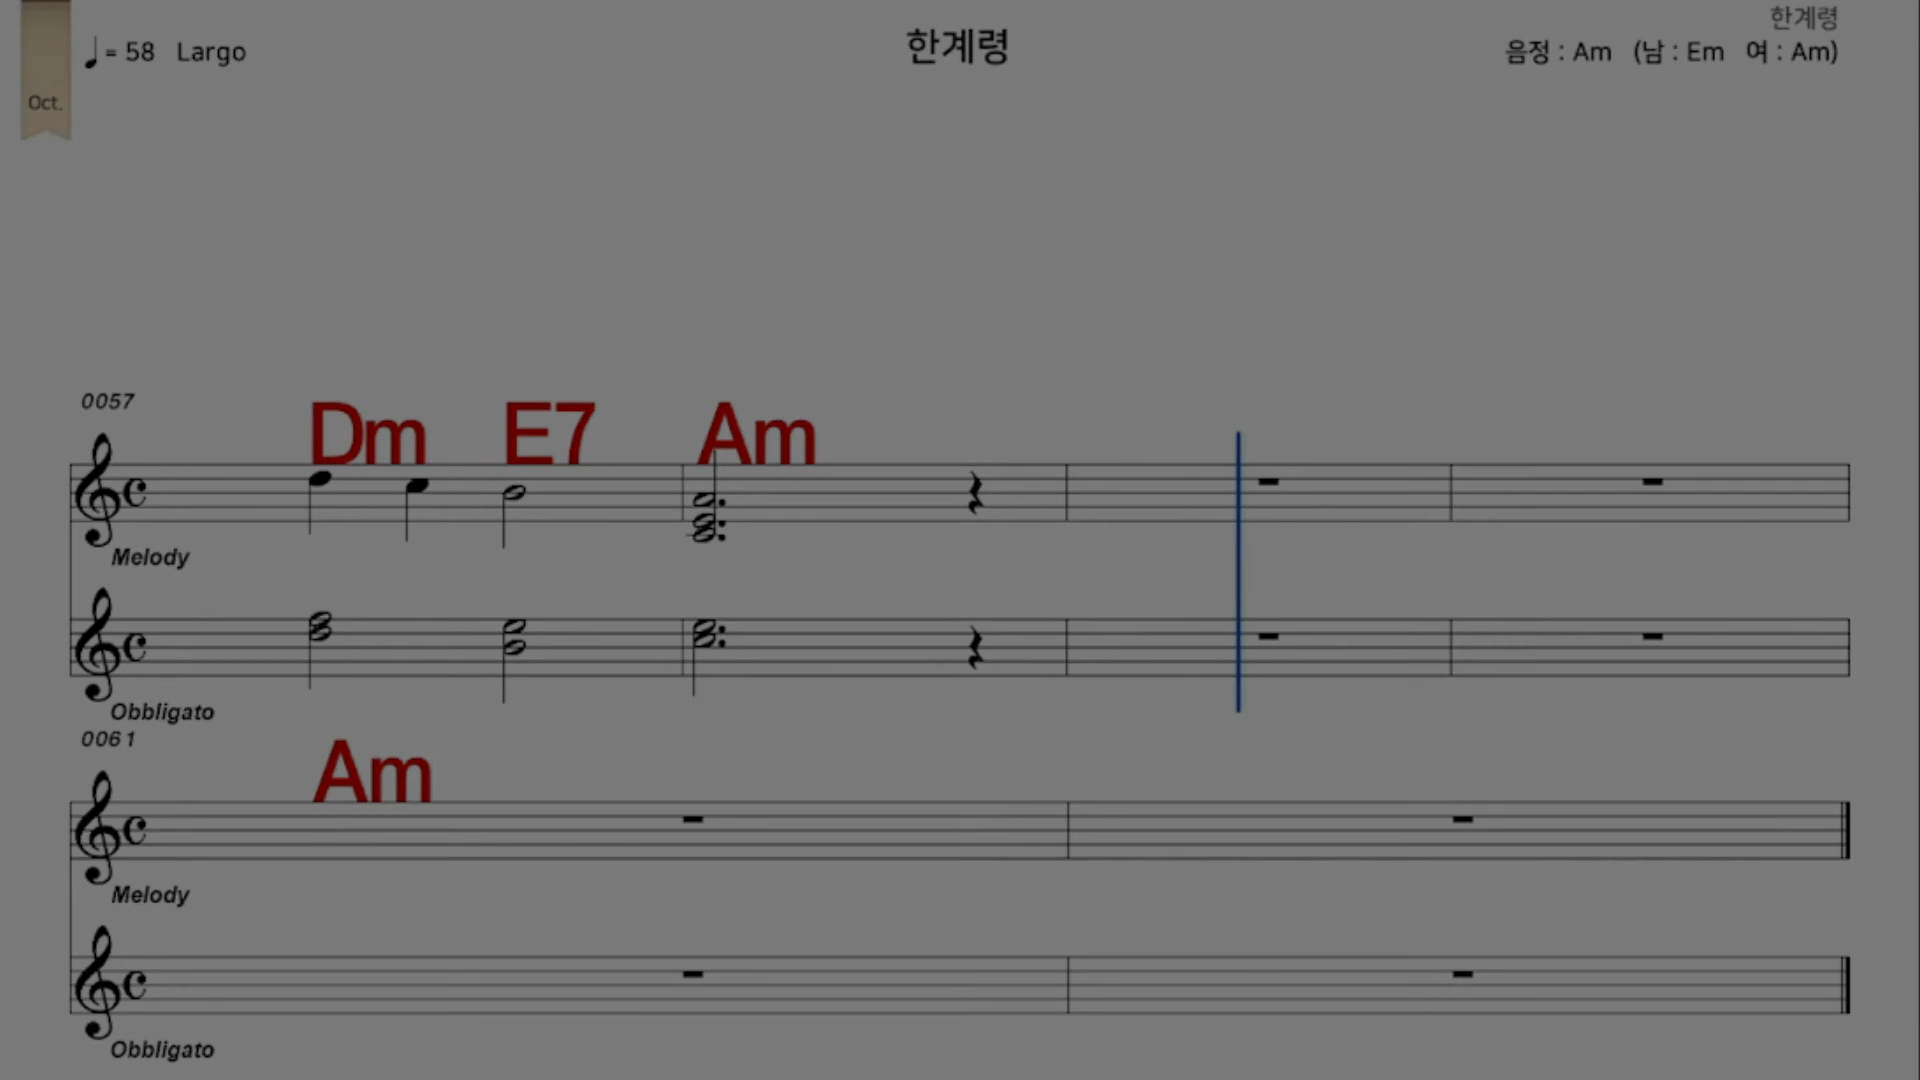 한계령
♩= 58 Largo
한계령
음정 : Am (남 : Em 여 : Am)
Oct.
0057
Dm E7 Am
Melody
Obbligato
0061
Am
Melody
Obbligato